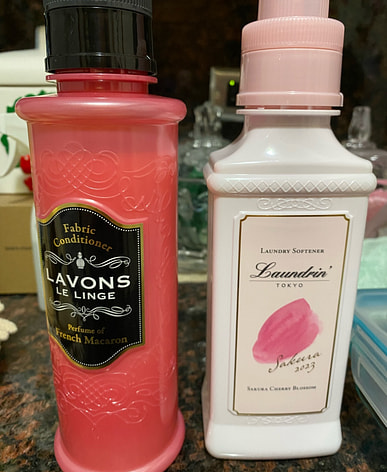 Fabric
Conditioner
LAVONS
LE LINGE
Perfume of
French Macaron
LAUNDRY SOFTENER
Laundrin'
TOKYO
Sakura
2023
SAKURA CHERRY BLOSSOM